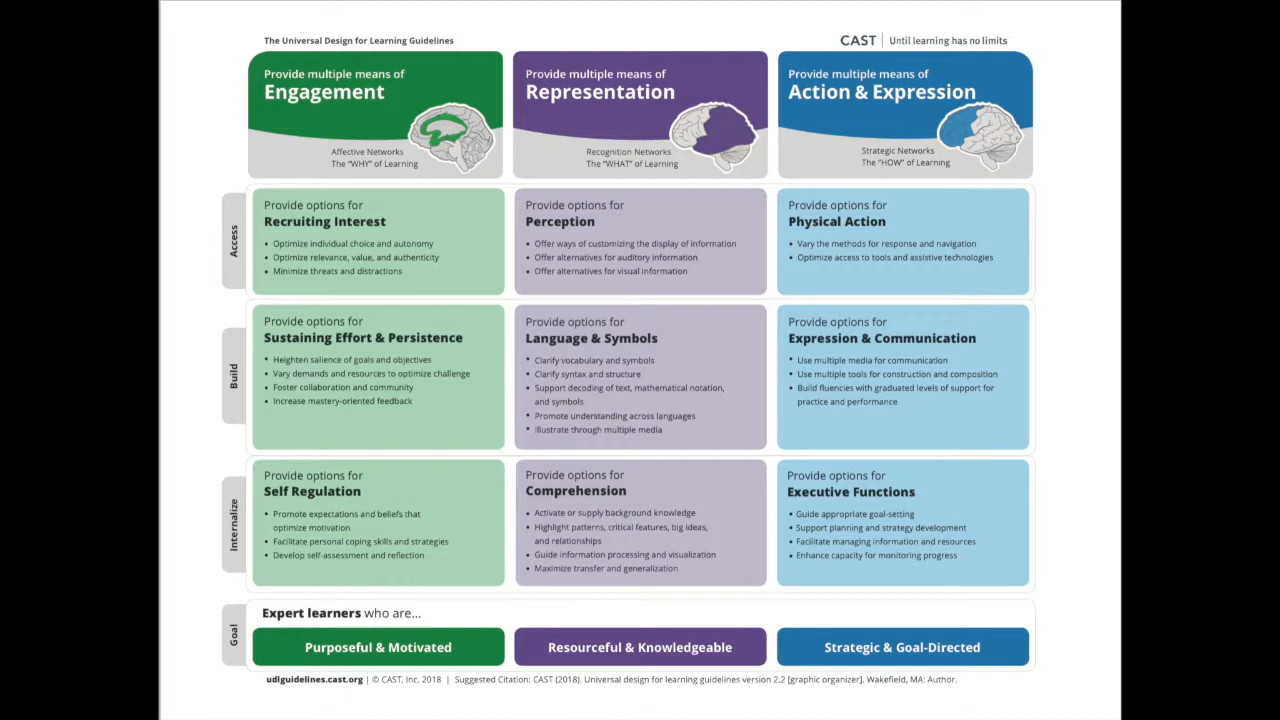 The Universal Design for Learning Guidelines
CAST | Until learning has no limits
Provide multiple means of
Engagement
Affective Networks
The "WHY" of Learning
Provide multiple means of
Representation
Recognition Networks
The "WHAT" of Learning
Provide multiple means of
Action & Expression
Strategic Networks
The "HOW" of Learning
Access
Provide options for
Recruiting Interest
• Optimize individual choice and autonomy
• Optimize relevance, value, and authenticity
• Minimize threats and distractions
Provide options for
Perception
• Offer ways of customizing the display of information
• Offer alternatives for auditory information
• Offer alternatives for visual information
Provide options for
Physical Action
• Vary the methods for response and navigation
• Optimize access to tools and assistive technologies
Build
Provide options for
Sustaining Effort & Persistence
• Heighten salience of goals and objectives
• Vary demands and resources to optimize challenge
• Foster collaboration and community
• Increase mastery-oriented feedback
Provide options for
Language & Symbols
• Clarify vocabulary and symbols
• Clarify syntax and structure
• Support decoding of text, mathematical notation,
and symbols
• Promote understanding across languages
• Illustrate through multiple media
Provide options for
Expression & Communication
• Use multiple media for communication
• Use multiple tools for construction and composition
• Build fluencies with graduated levels of support for
practice and performance
Internalize
Provide options for
Self Regulation
• Promote expectations and beliefs that
optimize motivation
• Facilitate personal coping skills and strategies
• Develop self-assessment and reflection
Provide options for
Comprehension
• Activate or supply background knowledge
• Highlight patterns, critical features, big ideas,
and relationships
• Guide information processing and visualization
• Maximize transfer and generalization
Provide options for
Executive Functions
• Guide appropriate goal-setting
• Support planning and strategy development
• Facilitate managing information and resources
• Enhance capacity for monitoring progress
Goal
Expert learners who are...
Purposeful & Motivated
Resourceful & Knowledgeable
Strategic & Goal-Directed
udlguidelines.cast.org | © CAST, Inc. 2018 | Suggested Citation: CAST (2018). Universal design for learning guidelines version 2.2 [graphic organizer]. Wakefield, MA: Author.